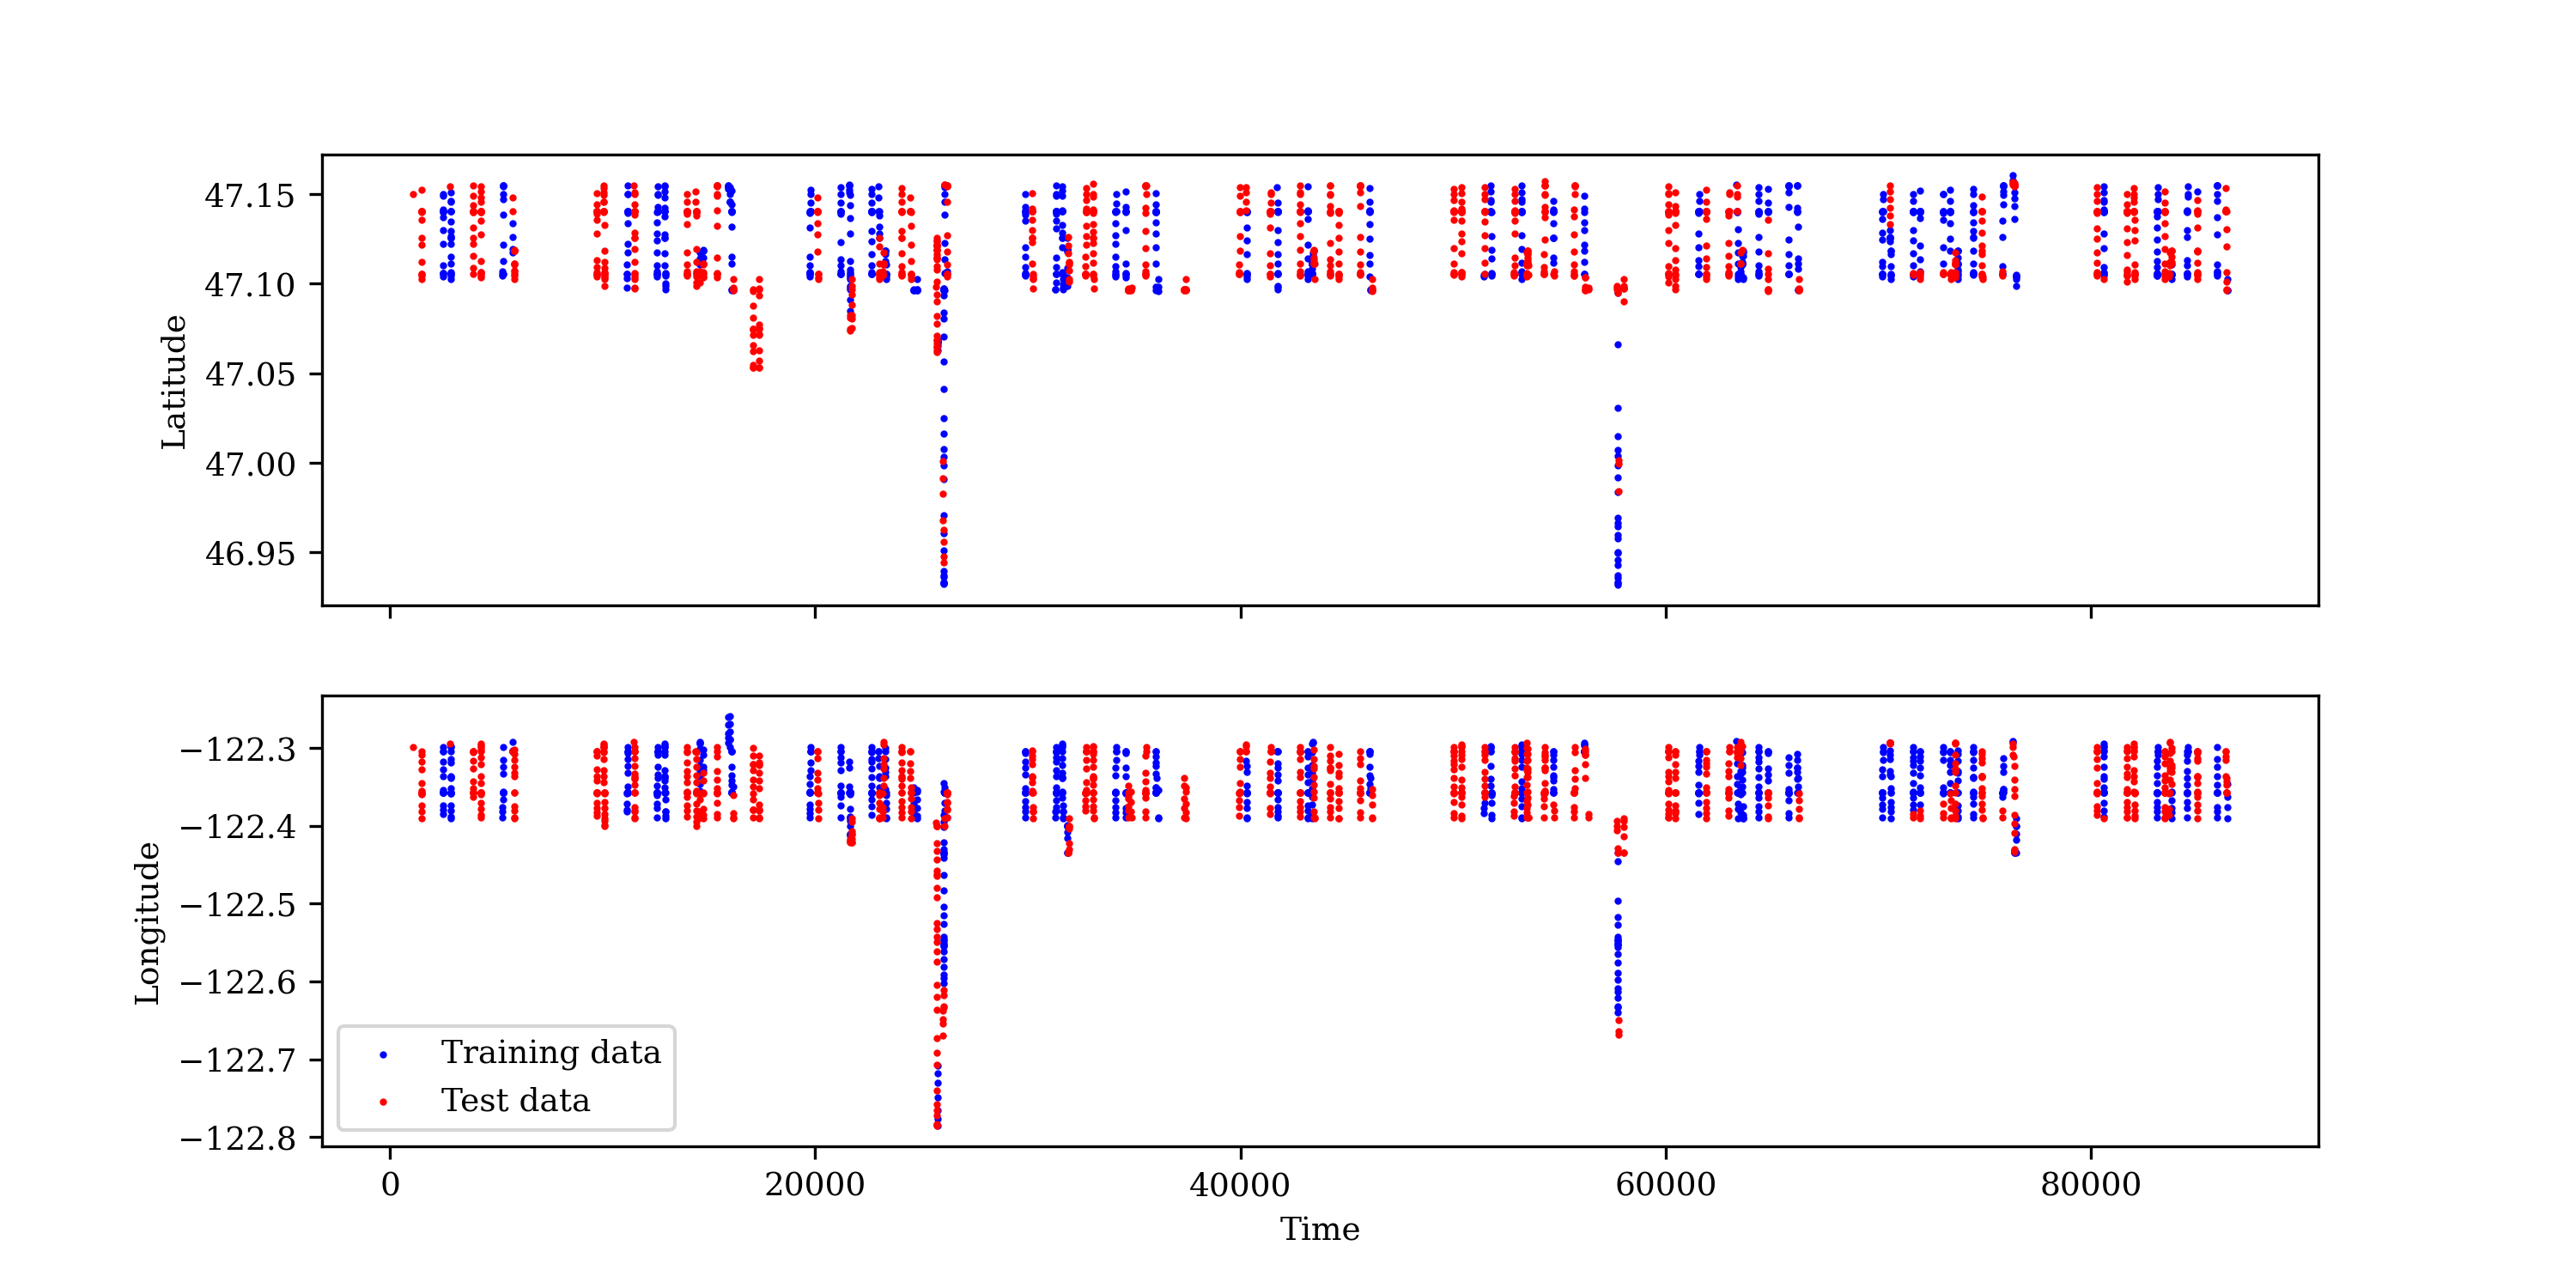 47.15
47.10
47.05
47.00
46.95
Latitude
−122.3
−122.4
−122.5
−122.6
−122.7
−122.8
Longitude
Training data
Test data
0 20000 40000 60000 80000
Time